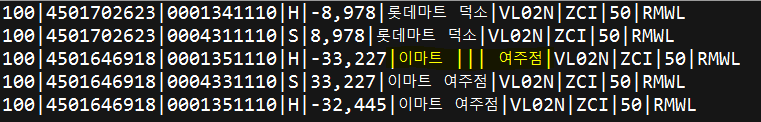 100|4501702623|0001341110|H|-8,978|롯데마트 덕소|VL02N|ZCI|50|RMWL
100|4501702623|0004311110|S|8,978|롯데마트 덕소|VL02N|ZCI|50|RMWL
100|4501646918|0001351110|H|-33,227|이마트 ||| 여주점|VL02N|ZCI|50|RMWL
100|4501646918|0004331110|S|33,227|이마트 여주점|VL02N|ZCI|50|RMWL
100|4501646918|0001351110|H|-32,445|이마트 여주점|VL02N|ZCI|50|RMWL